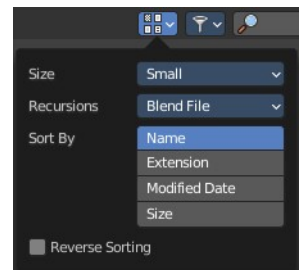 Size Small
Recursions Blend File
Sort By Name
Extension
Modified Date
Size
Reverse Sorting